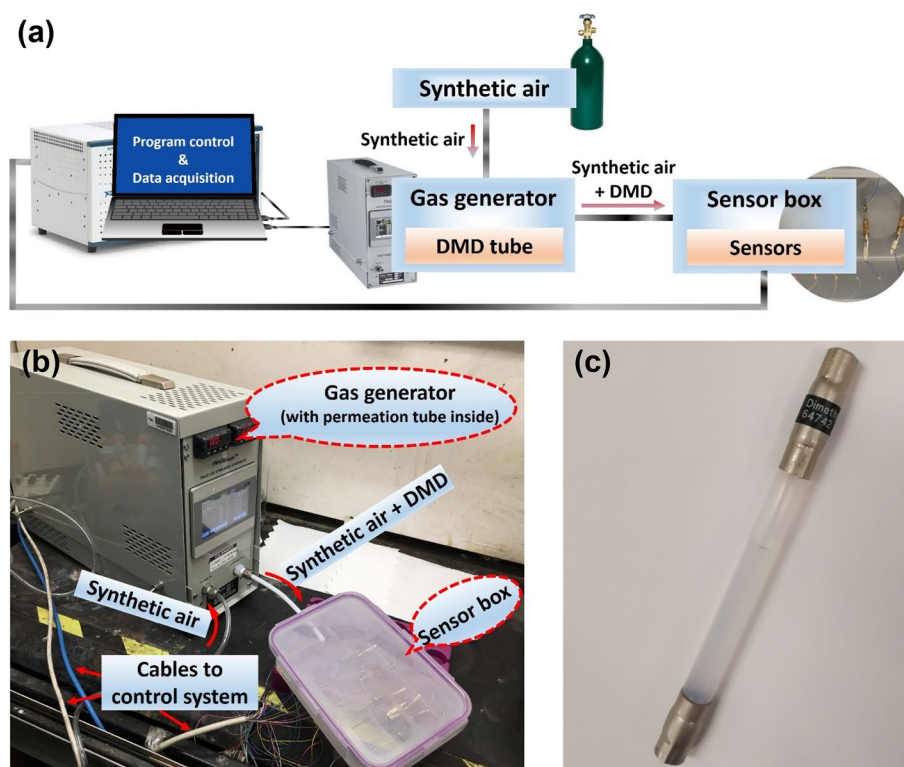 (a)
Synthetic air
Program control
&
Data acquisition
Synthetic air
Synthetic air
+ DMD
Gas generator
DMD tube
Sensor box
Sensors
(b)
Gas generator
(with permeation tube inside)
Synthetic air + DMD
Synthetic air
Sensor box
Cables to
control system
(c)
Dimeth
64742